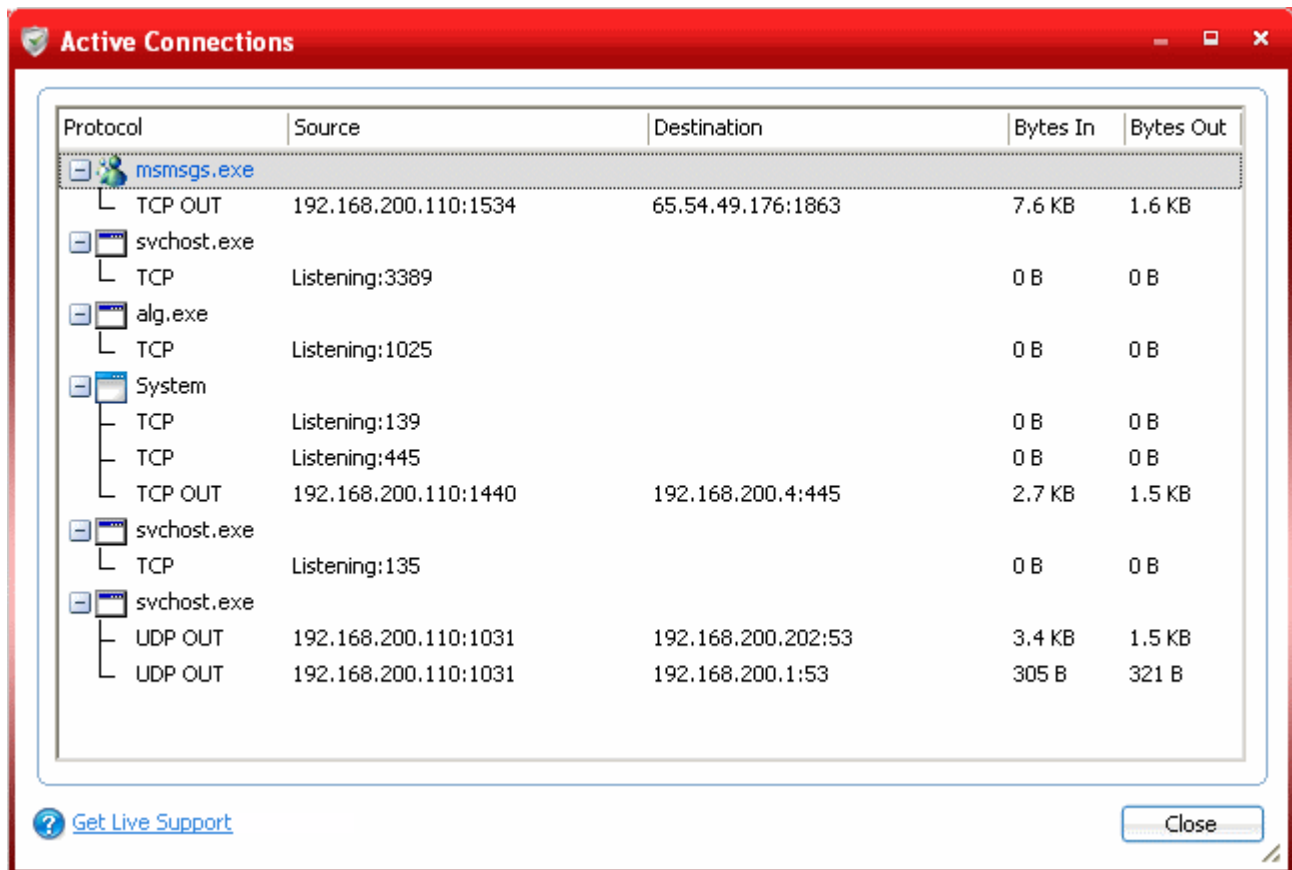 Active Connections
Protocol Source Destination Bytes In Bytes Out
msmsgs.exe
TCP OUT 192.168.200.110:1534 65.54.49.176:1863 7.6 KB 1.6 KB
svchost.exe
TCP Listening:3389 0 B 0 B
alg.exe
TCP Listening:1025 0 B 0 B
System
TCP Listening:139 0 B 0 B
TCP Listening:445 0 B 0 B
TCP OUT 192.168.200.110:1440 192.168.200.4:445 2.7 KB 1.5 KB
svchost.exe
TCP Listening:135 0 B 0 B
svchost.exe
UDP OUT 192.168.200.110:1031 192.168.200.202:53 3.4 KB 1.5 KB
UDP OUT 192.168.200.110:1031 192.168.200.1:53 305 B 321 B
Get Live Support Close